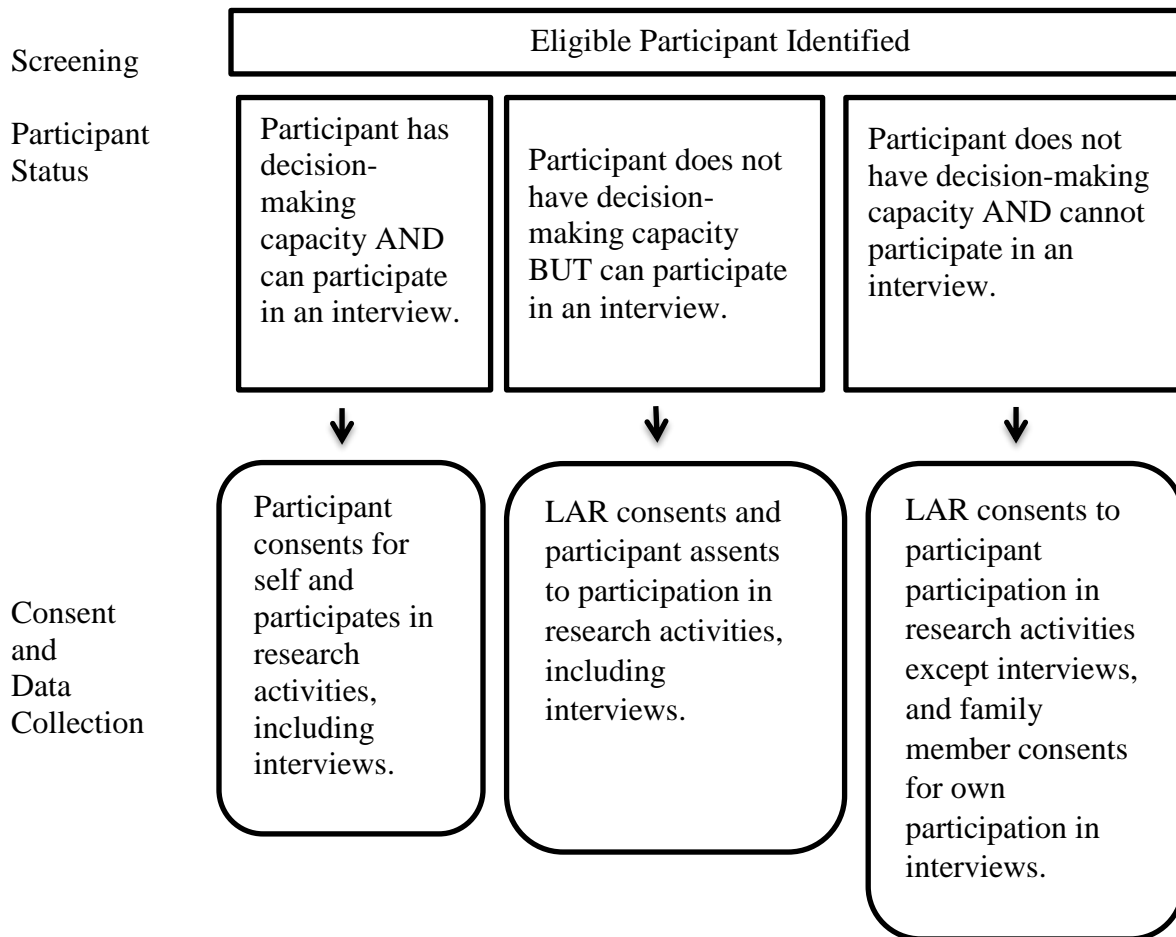 Screening
Eligible Participant Identified
Participant
Status
Participant has
decision-
making
capacity AND
can participate
in an interview.
Participant does not
have decision-
making capacity
BUT can participate
in an interview.
Participant does not
have decision-making
capacity AND cannot
participate in an
interview.
Consent
and
Data
Collection
Participant
consents for
self and
participates in
research
activities,
including
interviews.
LAR consents and
participant assents
to participation in
research activities,
including
interviews.
LAR consents to
participant
participation in
research activities
except interviews,
and family
member consents
for own
participation in
interviews.